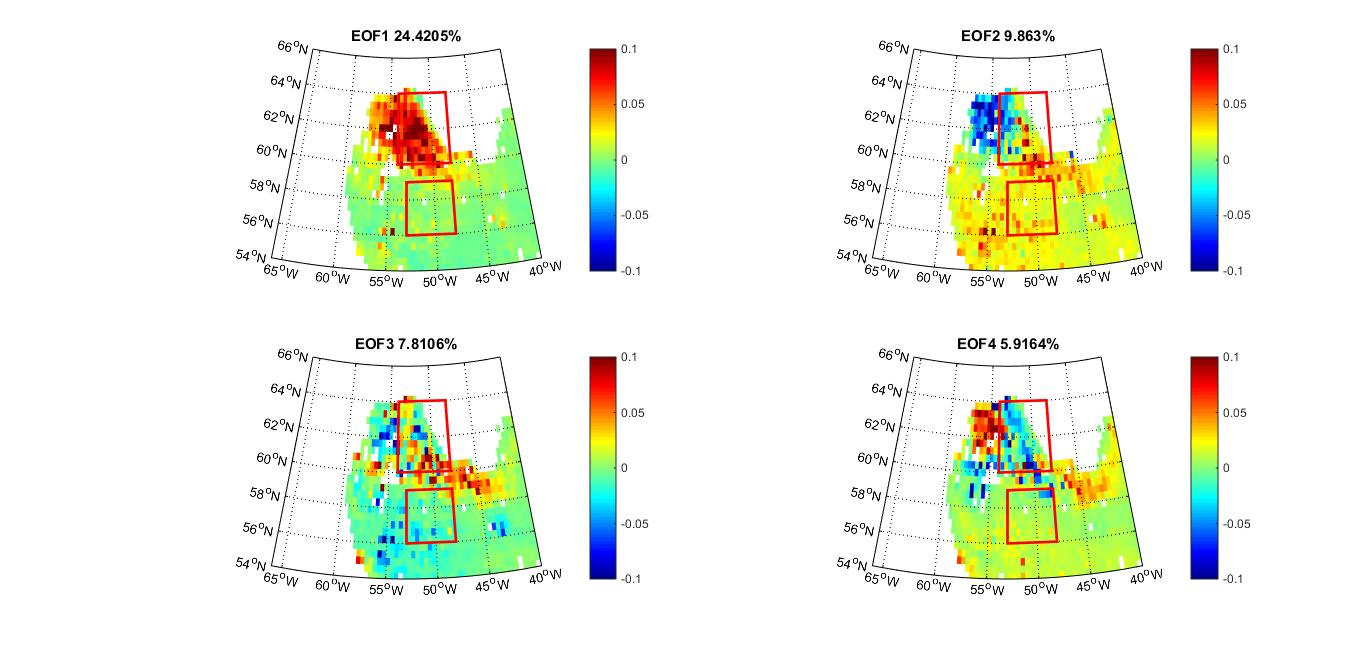 EOF1 24.4205%
66°N
64°N
62°N
60°N
58°N
56°N
54°N
65°W
60°W
55°W
50°W
45°W
40°W
0.1
0.05
0
-0.05
-0.1
EOF2 9.863%
66°N
64°N
62°N
60°N
58°N
56°N
54°N
65°W
60°W
55°W
50°W
45°W
40°W
0.1
0.05
0
-0.05
-0.1
EOF3 7.8106%
66°N
64°N
62°N
60°N
58°N
56°N
54°N
65°W
60°W
55°W
50°W
45°W
40°W
0.1
0.05
0
-0.05
-0.1
EOF4 5.9164%
66°N
64°N
62°N
60°N
58°N
56°N
54°N
65°W
60°W
55°W
50°W
45°W
40°W
0.1
0.05
0
-0.05
-0.1